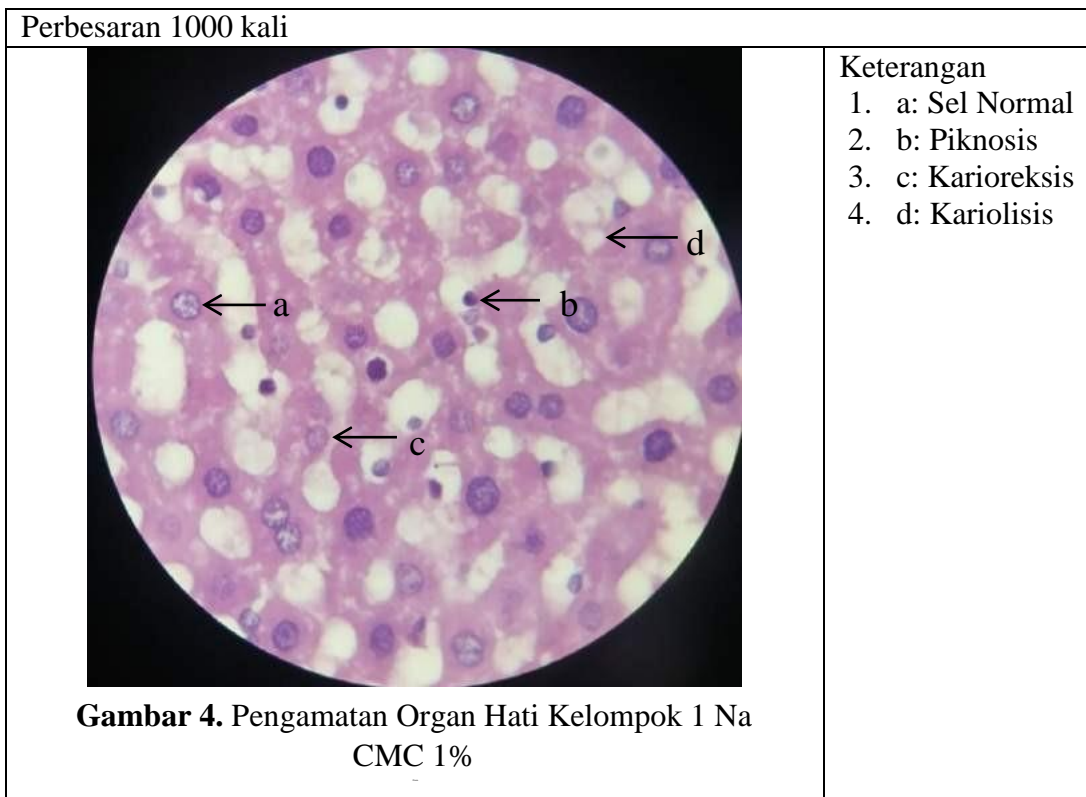 Perbesaran 1000 kali
a
b
c
d
Gambar 4. Pengamatan Organ Hati Kelompok 1 Na
CMC 1%
Keterangan
1. a: Sel Normal
2. b: Piknosis
3. c: Karioreksis
4. d: Kariolisis